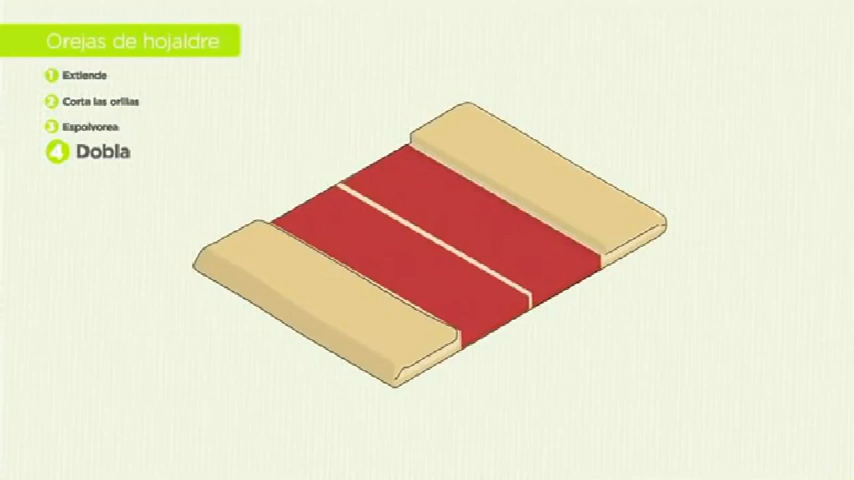 Orejas de hojaldre
1 Extiende
2 Corta las orillas
3 Espolvorea
4 Dobla